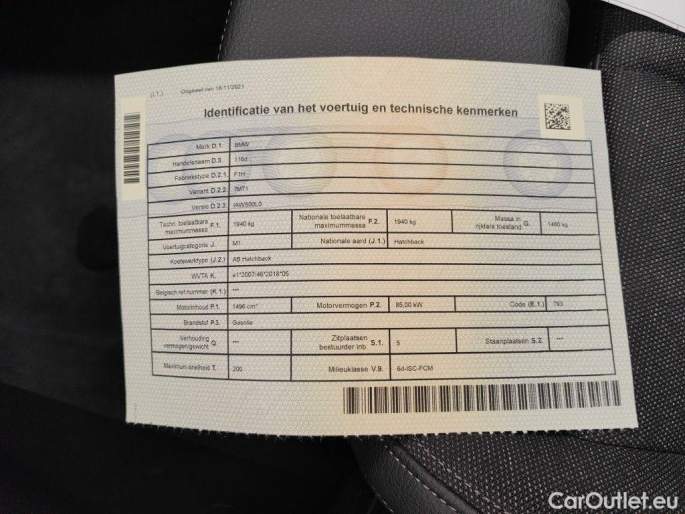 (J.T.) Uitgevoerd 18/11/2021
Identificatie van het voertuig en technische kenmerken
Merk D.1. BMW
Handelsnaam D.3. 116d
Fabriekstype D.2.1. F1H
Variant D.2.2. 7M71
Versie D.2.3.
Techn. toelaatbare maximummassa F.1. 1940 kg Nationale toelaatbare maximummassa F.2. 1940 kg Massa in rijklare toestand G. 1460 kg
Voertuigcategorie J. M1 Nationale aard (J.1.) Hatchback
Koetswerktype (J.2.) AB Hatchback
WVTA K. e1*2007/46*2018*05
Belgisch ref.nummer (K.1.) ---
Motorinhoud P.1. 1496 cm³ Motorvermogen P.2. 85,00 kW Code (E.1.) 793
Brandstof P.3. Gasolie
Verhouding vermogen/gewicht Q. --- Zitplaatsen bestuurder inb S.1. 5 Staanplaatsen S.2. ---
Maximum snelheid T. 200 Milieuklasse V.9. 6d-ISC-FCM
CarOutlet.eu